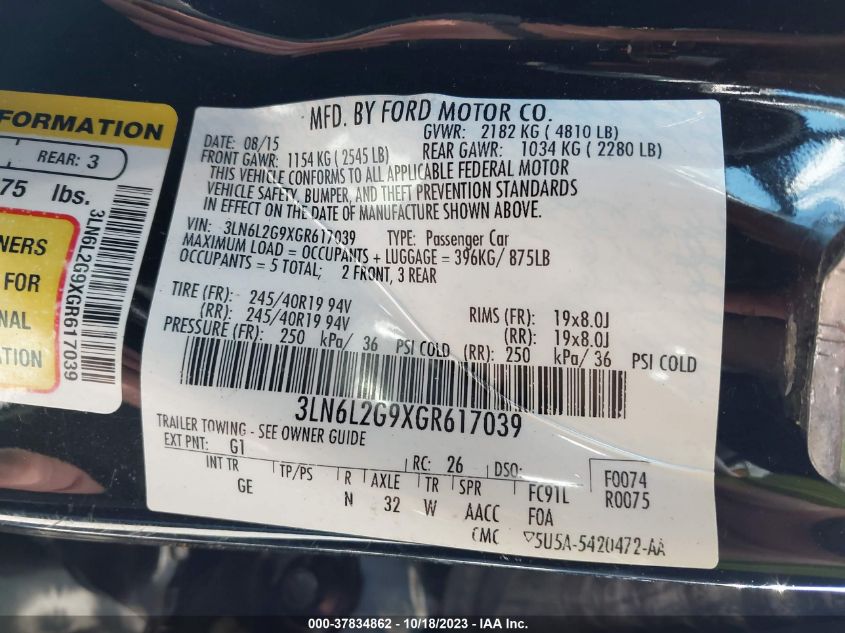 FORMATION
REAR: 3
75 lbs.
NERS
FOR
NAL
ATION
3LN6L2G9XGR617039
MFD. BY FORD MOTOR CO.
DATE: 08/15 GVWR: 2182 KG ( 4810 LB)
FRONT GAWR: 1154 KG ( 2545 LB) REAR GAWR: 1034 KG ( 2280 LB)
THIS VEHICLE CONFORMS TO ALL APPLICABLE FEDERAL MOTOR
VEHICLE SAFETY, BUMPER, AND THEFT PREVENTION STANDARDS
IN EFFECT ON THE DATE OF MANUFACTURE SHOWN ABOVE.
VIN: 3LN6L2G9XGR617039 TYPE: Passenger Car
MAXIMUM LOAD = OCCUPANTS + LUGGAGE = 396KG/ 875LB
OCCUPANTS = 5 TOTAL; 2 FRONT, 3 REAR
TIRE (FR): 245/40R19 94V RIMS (FR): 19x8.0J
(RR): 245/40R19 94V (RR): 19x8.0J
PRESSURE (FR): 250 kPa/ 36 PSI COLD (RR): 250 kPa/ 36 PSI COLD
3LN6L2G9XGR617039
TRAILER TOWING - SEE OWNER GUIDE
EXT PNT: G1 RC: 26 DSO: F0074
INT TR TP/PS R AXLE TR SPR FC91L R0075
GE N 32 W AACC F0A
CMC 5U5A-5420472-AA
000-37834862 - 10/18/2023 - IAA Inc.